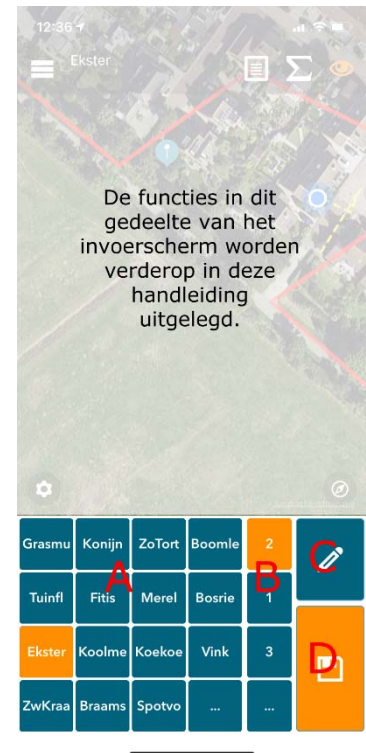 12:36
Ekster
De functies in dit
gedeelte van het
invoerscherm worden
verderop in deze
handleiding
uitgelegd.
Grasmu Konijn ZoTort Boomle 2
A B C
Tuinfl Fitis Merel Bosrie 1
Ekster Koolme Koekoe Vink 3 D
ZwKraa Braams Spotvo ... ...